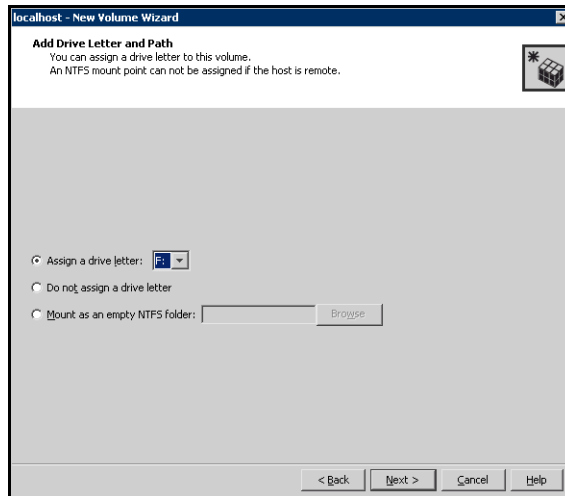 localhost - New Volume Wizard
Add Drive Letter and Path
You can assign a drive letter to this volume.
An NTFS mount point can not be assigned if the host is remote.
Assign a drive letter: F:
Do not assign a drive letter
Mount as an empty NTFS folder: Browse
< Back Next > Cancel Help